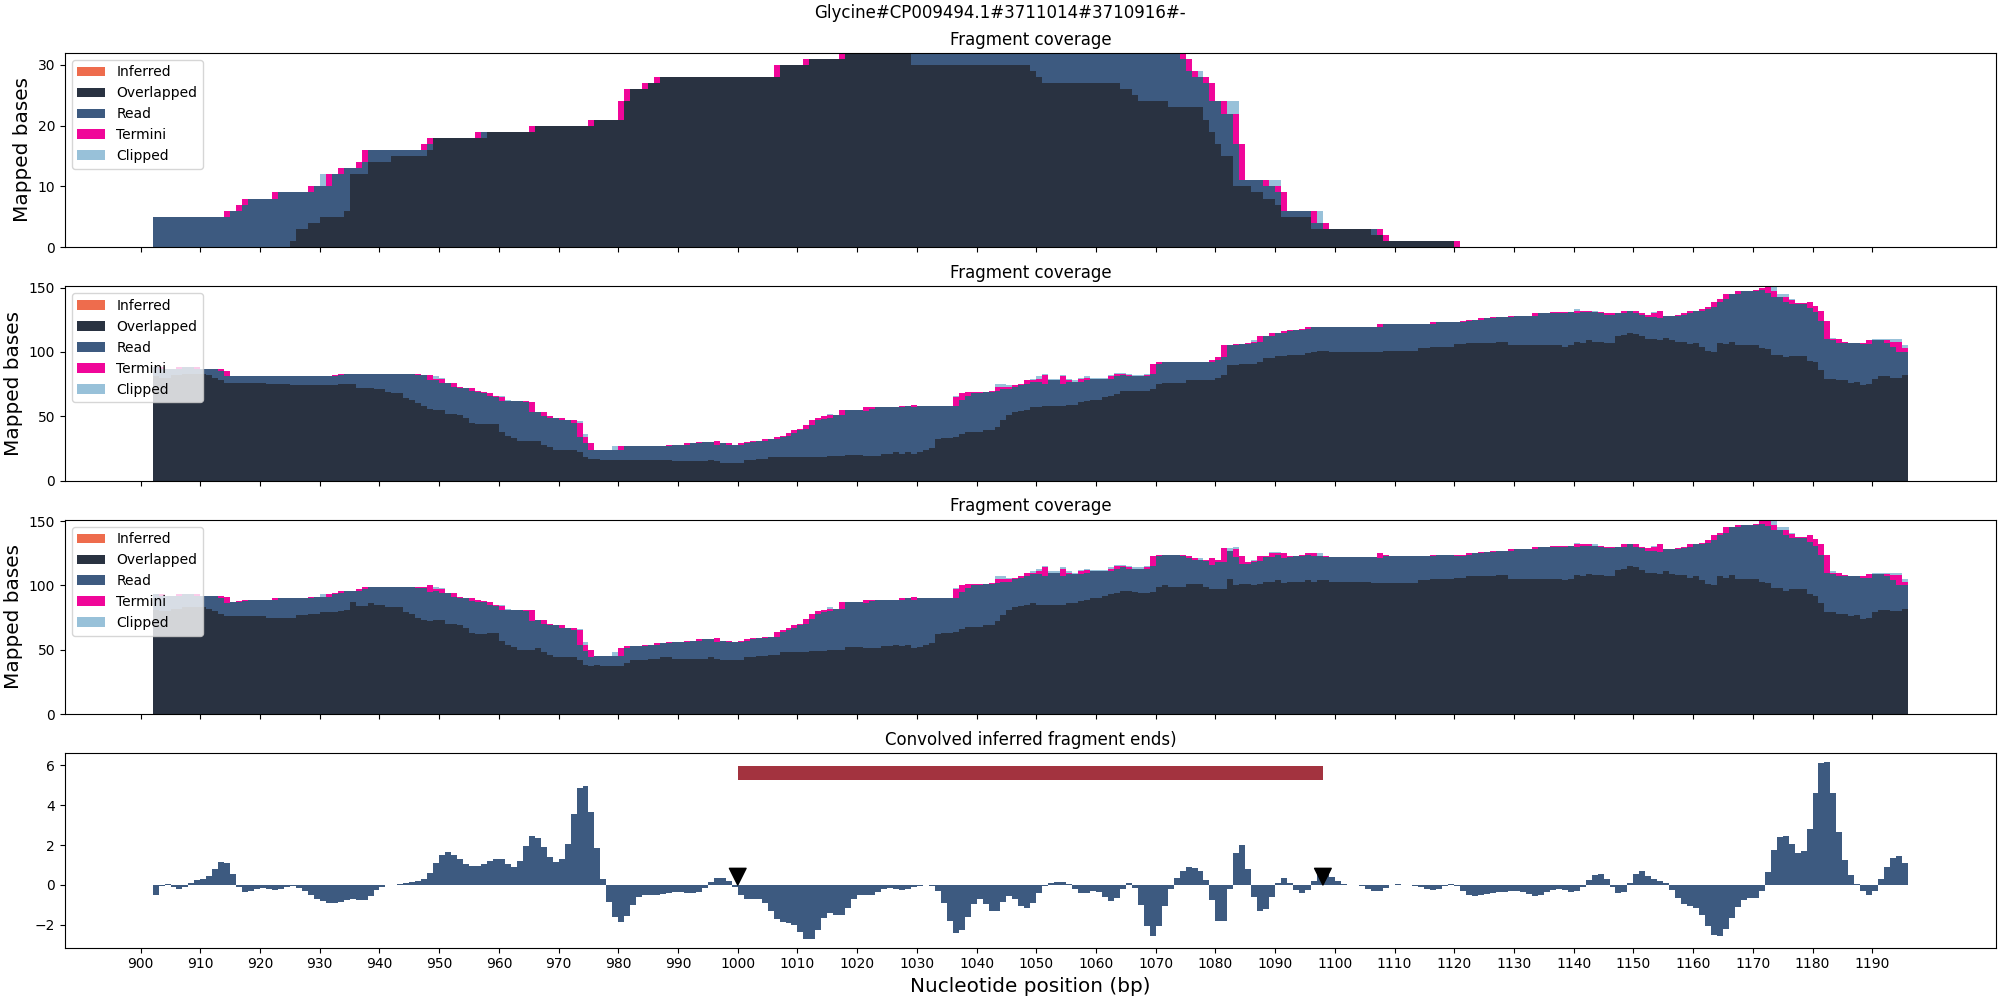 Glycine#CP009494.1#3711014#3710916#-
Fragment coverage
Mapped bases
30
20
10
0
Inferred
Overlapped
Read
Termini
Clipped
Fragment coverage
Mapped bases
150
100
50
0
Inferred
Overlapped
Read
Termini
Clipped
Fragment coverage
Mapped bases
150
100
50
0
Inferred
Overlapped
Read
Termini
Clipped
Convolved inferred fragment ends)
6
4
2
0
−2
900 910 920 930 940 950 960 970 980 990 1000 1010 1020 1030 1040 1050 1060 1070 1080 1090 1100 1110 1120 1130 1140 1150 1160 1170 1180 1190
Nucleotide position (bp)